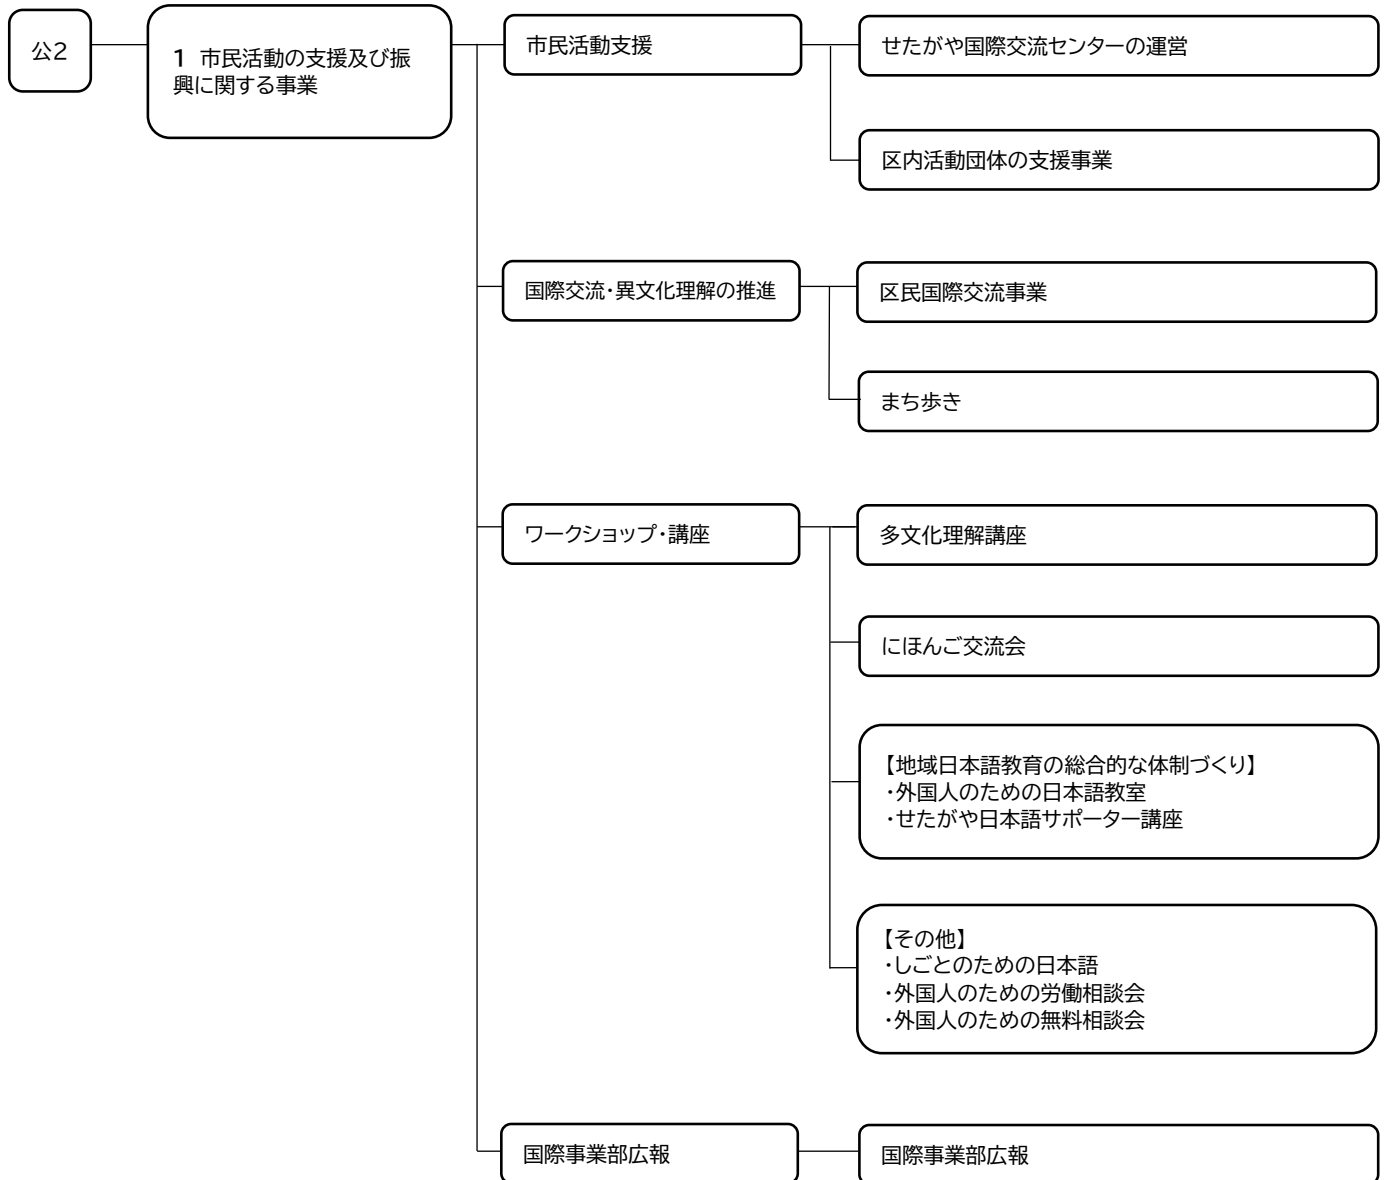 公2
1 市民活動の支援及び振
興に関する事業
市民活動支援
せたがや国際交流センターの運営
区内活動団体の支援事業
国際交流・異文化理解の推進
区民国際交流事業
まち歩き
ワークショップ・講座
多文化理解講座
にほんご交流会
【地域日本語教育の総合的な体制づくり】
・外国人のための日本語教室
・せたがや日本語サポーター講座
【その他】
・しごとのための日本語
・外国人のための労働相談会
・外国人のための無料相談会
国際事業部広報
国際事業部広報